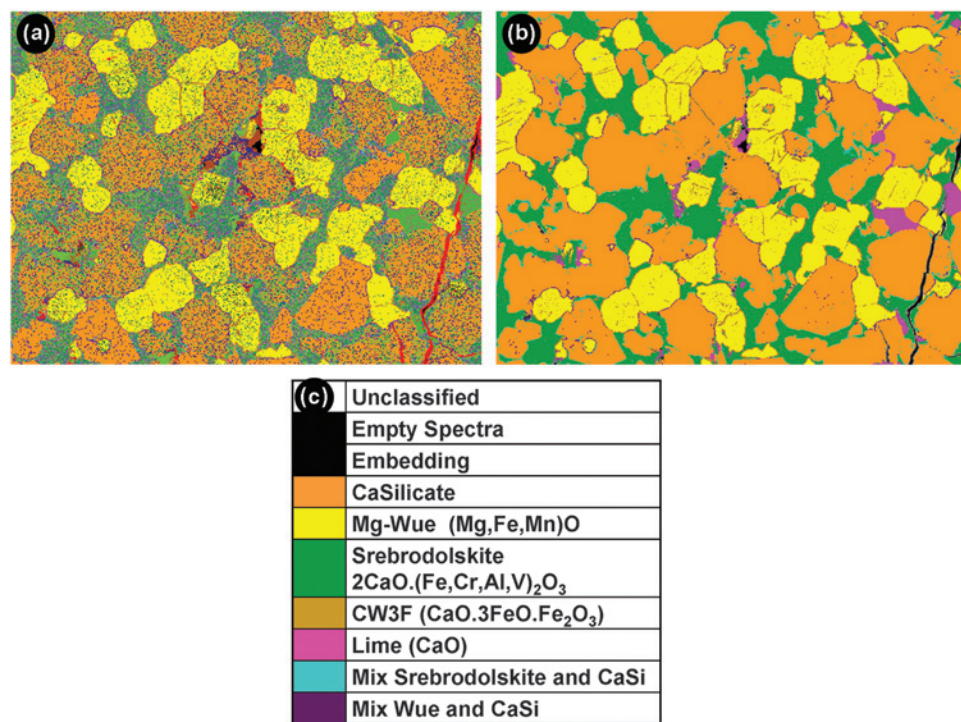 (a)
(b)
(c) Unclassified
Empty Spectra
Embedding
CaSilicate
Mg-Wue (Mg,Fe,Mn)O
Srebrodolskite
2CaO.(Fe,Cr,Al,V)₂O₃
CW3F (CaO.3FeO.Fe₂O₃)
Lime (CaO)
Mix Srebrodolskite and CaSi
Mix Wue and CaSi